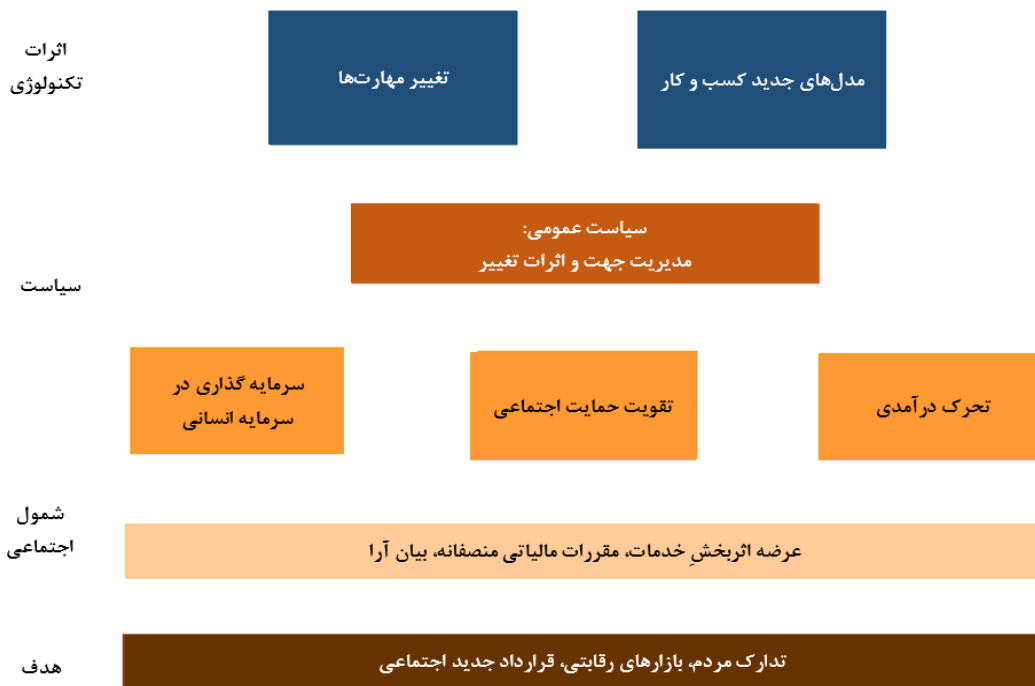 اثرات
تکنولوژی
مدل‌های جدید کسب و کار
تغییر مهارت‌ها
سیاست
سیاست عمومی:
مدیریت جهت و اثرات تغییر
تحرک درآمدی
تقویت حمایت اجتماعی
سرمایه گذاری در
سرمایه انسانی
شمول
اجتماعی
عرضه اثربخشِ خدمات، مقررات مالیاتی منصفانه، بیان آرا
هدف
تدارک مردم، بازارهای رقابتی، قرارداد جدید اجتماعی